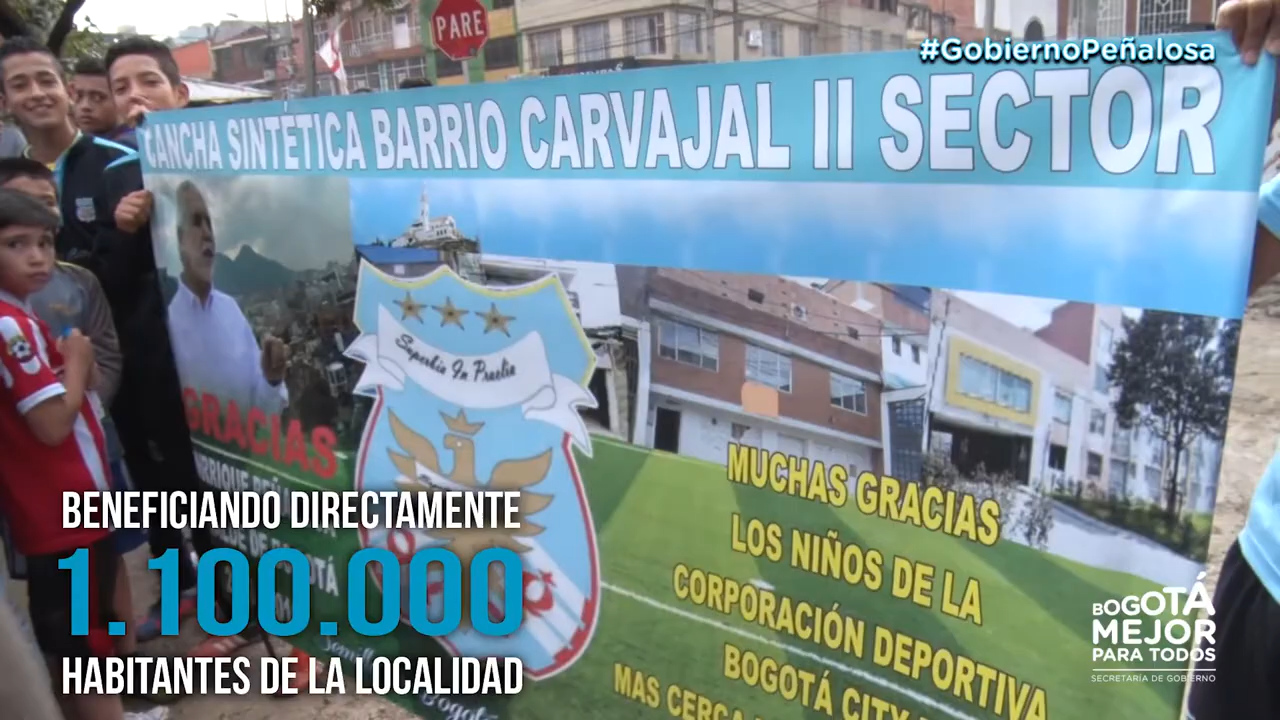 #GobiernoPeñalosa
PARE
CANCHA SINTÉTICA BARRIO CARVAJAL II SECTOR
Superbia In Praelia
GRACIAS
MUCHAS GRACIAS
LOS NIÑOS DE LA
CORPORACIÓN DEPORTIVA
BOGOTÁ CITY
MAS CERCA
BENEFICIANDO DIRECTAMENTE
1.100.000
HABITANTES DE LA LOCALIDAD
BOGOTÁ
MEJOR
PARA TODOS
SECRETARÍA DE GOBIERNO